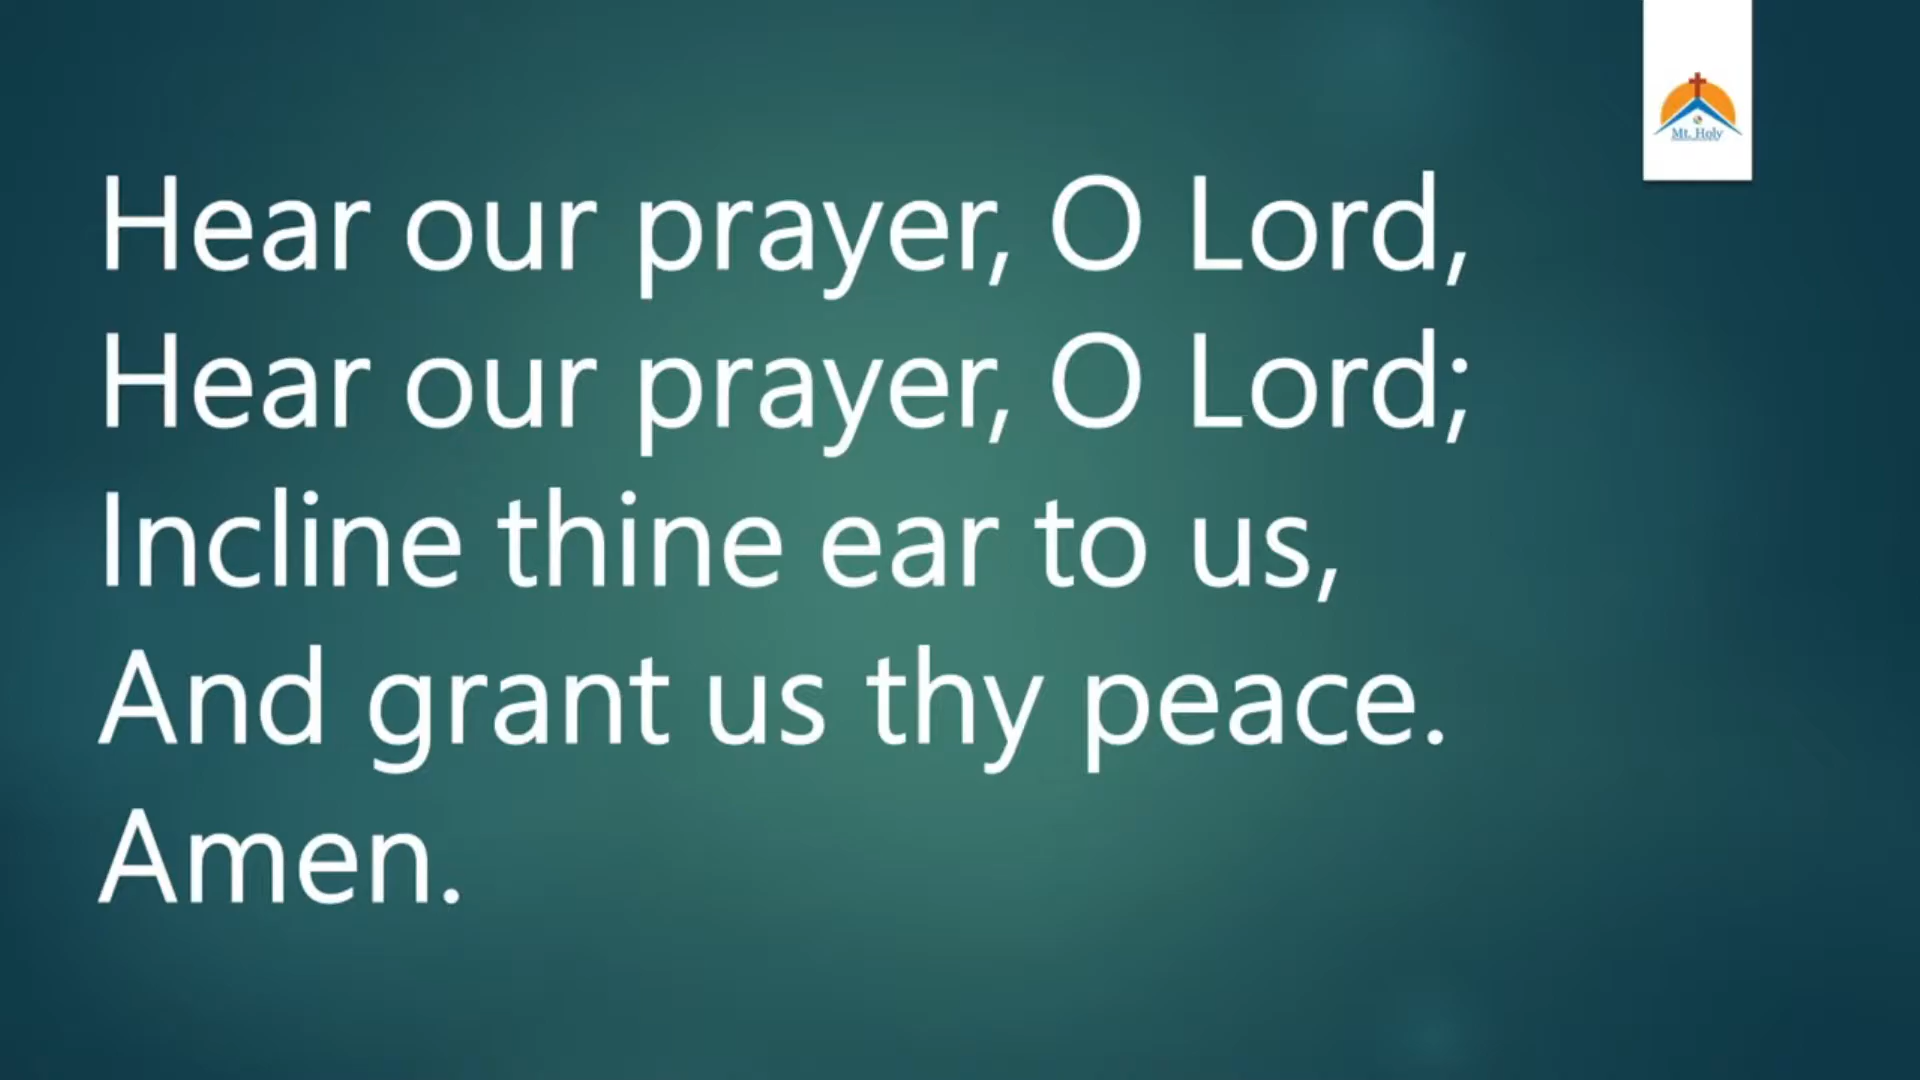 Mt. Holy
Hear our prayer, O Lord,
Hear our prayer, O Lord;
Incline thine ear to us,
And grant us thy peace.
Amen.